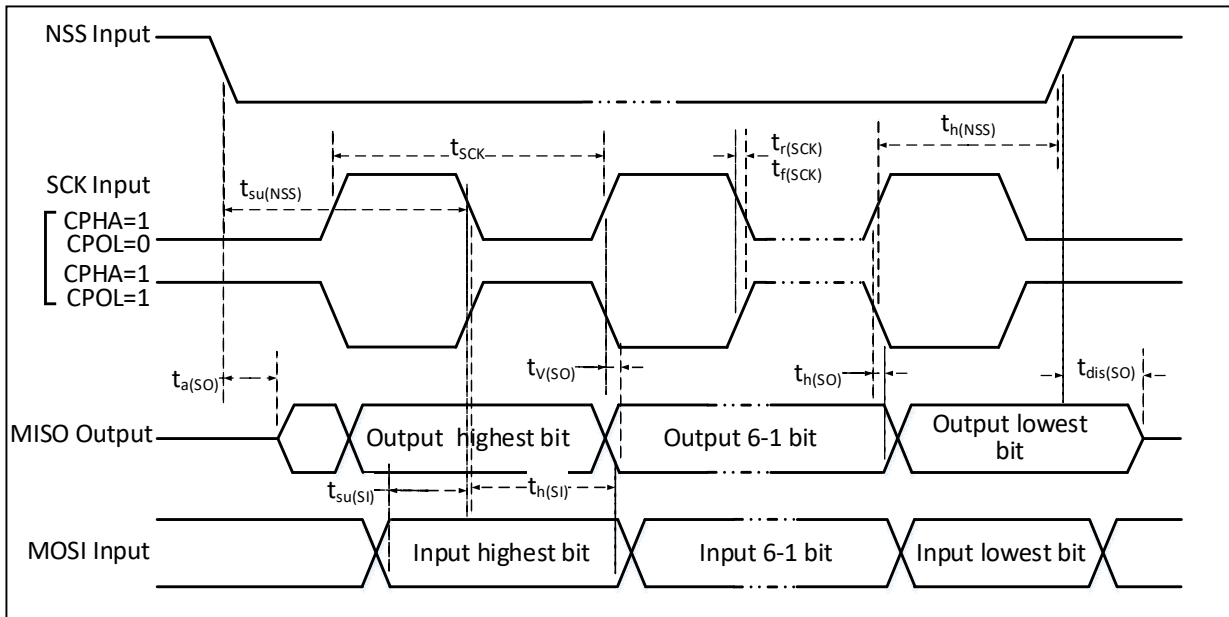 NSS Input
t_SCK
t_r(SCK)
t_f(SCK)
t_h(NSS)
SCK Input
t_su(NSS)
CPHA=1
CPOL=0
CPHA=1
CPOL=1
t_a(SO)
t_V(SO)
t_h(SO)
t_dis(SO)
MISO Output
Output highest bit
Output 6-1 bit
Output lowest
bit
t_su(SI)
t_h(SI)
MOSI Input
Input highest bit
Input 6-1 bit
Input lowest bit